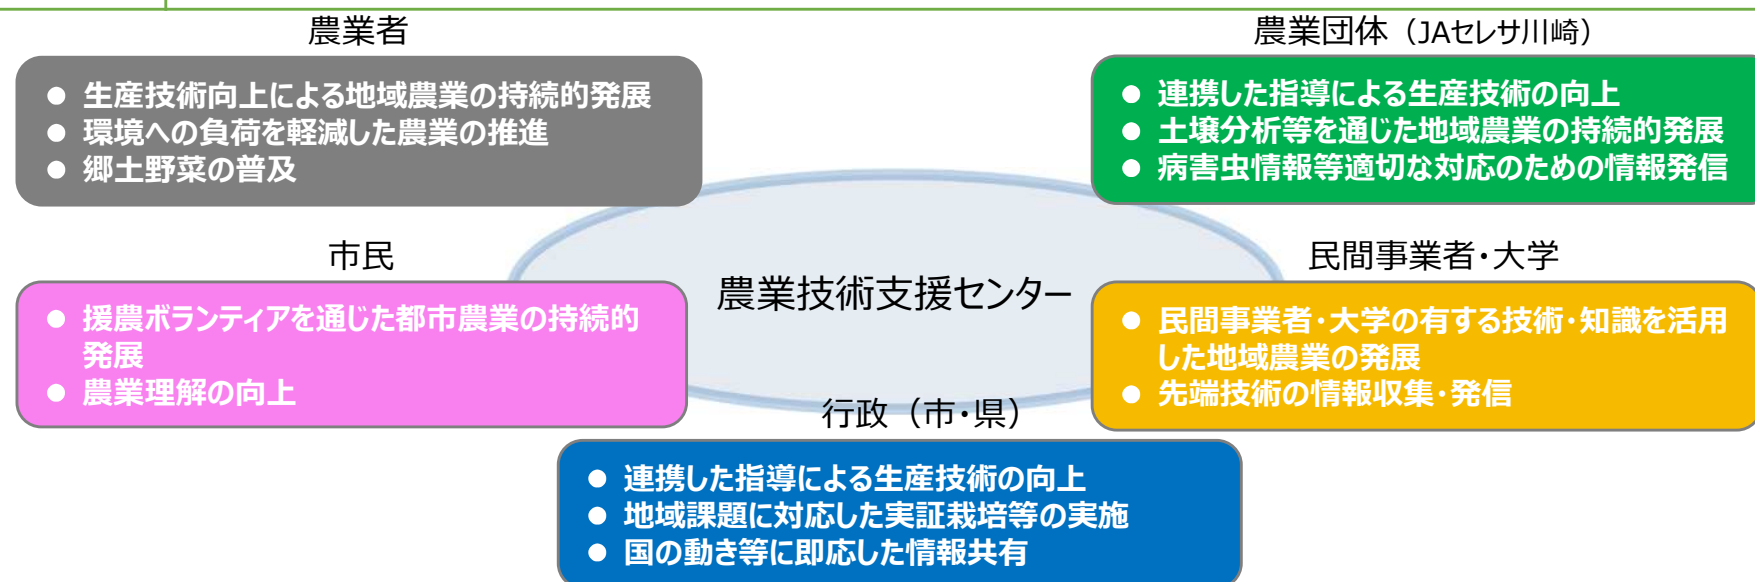 農業者
● 生産技術向上による地域農業の持続的発展
● 環境への負荷を軽減した農業の推進
● 郷土野菜の普及
農業団体（JAセレサ川崎）
● 連携した指導による生産技術の向上
● 土壌分析等を通じた地域農業の持続的発展
● 病害虫情報等適切な対応のための情報発信
市民
● 援農ボランティアを通じた都市農業の持続的
発展
● 農業理解の向上
農業技術支援センター
民間事業者・大学
● 民間事業者・大学の有する技術・知識を活用
した地域農業の発展
● 先端技術の情報収集・発信
行政（市・県）
● 連携した指導による生産技術の向上
● 地域課題に対応した実証栽培等の実施
● 国の動き等に即応した情報共有